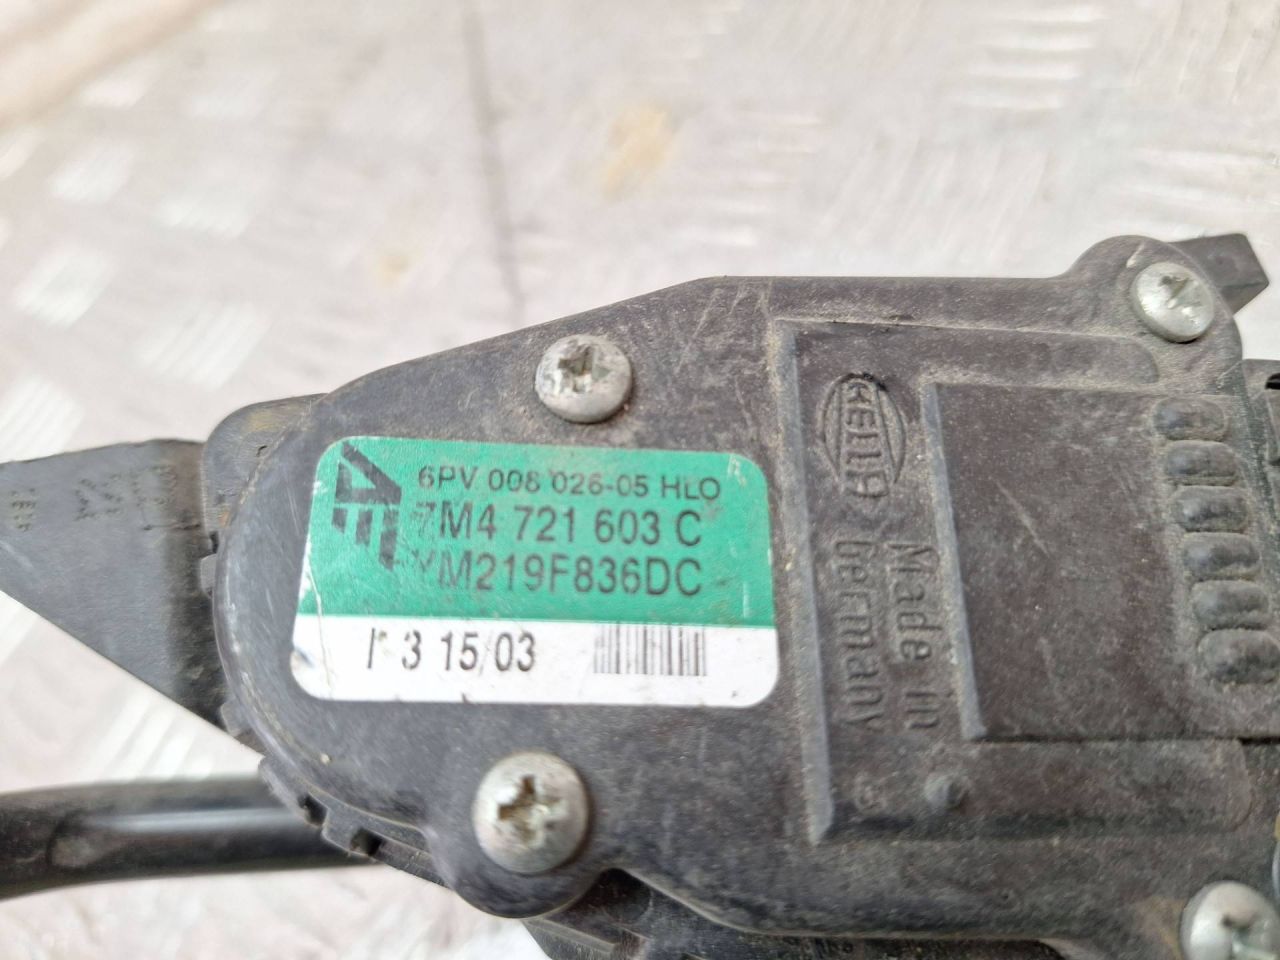 6PV 008 026-05 HLO
7M4 721 603 C
YM219F836DC
3 15/03
HELLA
Made in
Germany